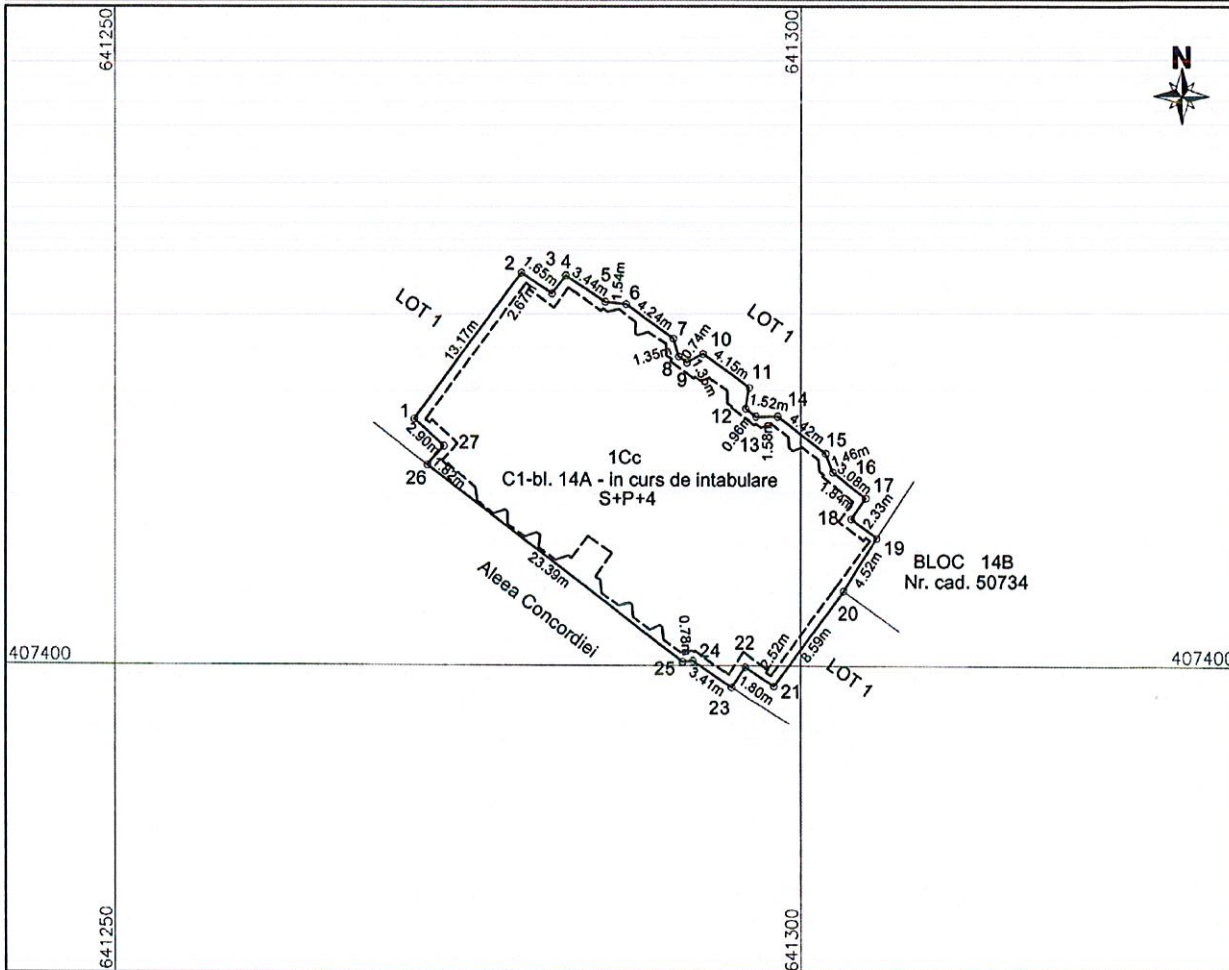 641250
641300
N
2
1.65m
3
4
3.44m
5
1.54m
6
4.24m
7
LOT 1
2.67m
LOT 1
13.17m
1.35m
8
9
0.74m
1.35m
10
4.15m
11
12
0.96m
13
1.52m
1.58m
14
4.42m
15
1.46m
16
3.08m
17
1.84m
18
2.33m
19
1
2.90m
27
26
1.82m
1Cc
C1-bl. 14A - in curs de intabulare
S+P+4
BLOC 14B
Nr. cad. 50734
4.52m
20
23.39m
Aleea Concordiei
8.59m
0.78m
24
22
2.52m
LOT 1
407400
407400
25
3.41m
23
1.80m
21
641250
641300